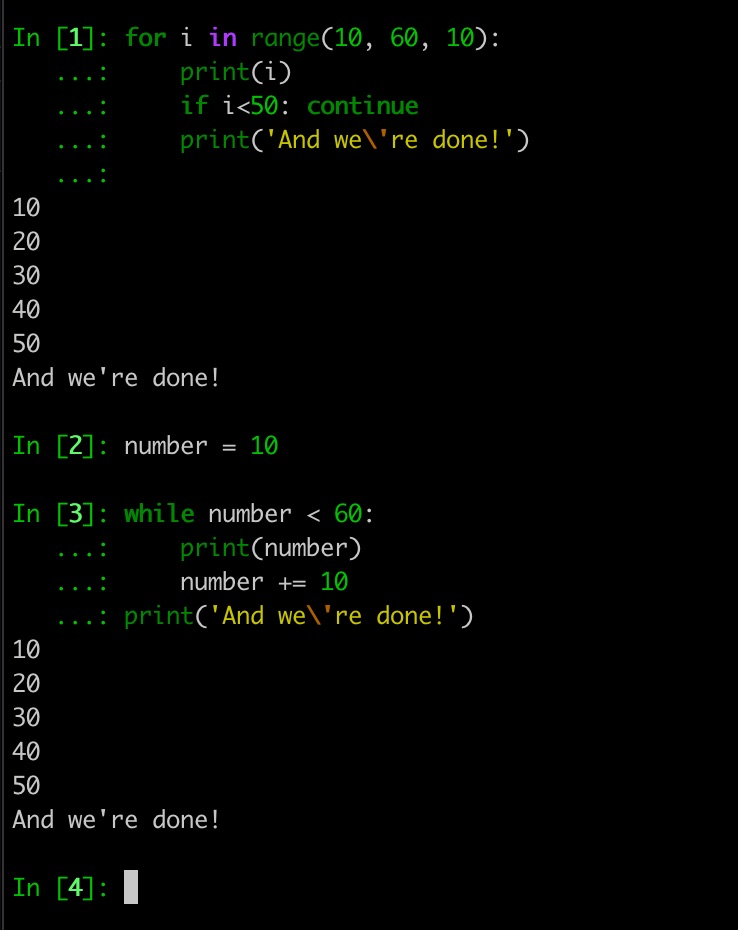 In [1]: for i in range(10, 60, 10):
   ...:     print(i)
   ...:     if i<50: continue
   ...:     print('And we\'re done!')
   ...:
10
20
30
40
50
And we're done!

In [2]: number = 10

In [3]: while number < 60:
   ...:     print(number)
   ...:     number += 10
   ...: print('And we\'re done!')
10
20
30
40
50
And we're done!

In [4]: